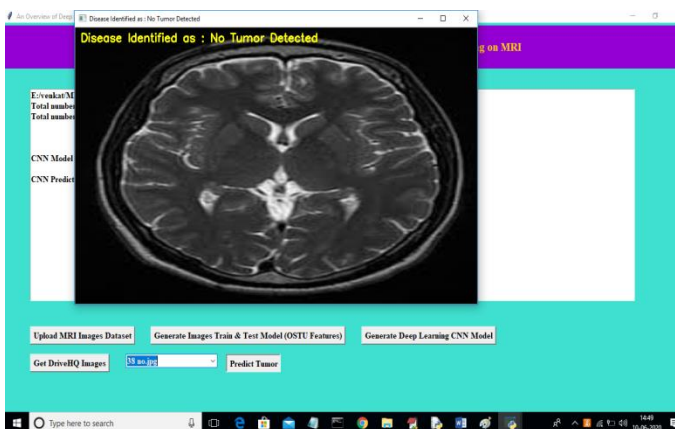 An Overview of Deep
Disease Identified as : No Tumor Detected
Disease Identified as : No Tumor Detected
g on MRI
E:/venkat/M
Total number
Total number
CNN Model
CNN Predict
Upload MRI Images Dataset
Generate Images Train & Test Model (OSTU Features)
Generate Deep Learning CNN Model
Get DriveHQ Images
38 no.jpg
Predict Tumor
Type here to search
14:49
10-06-2020